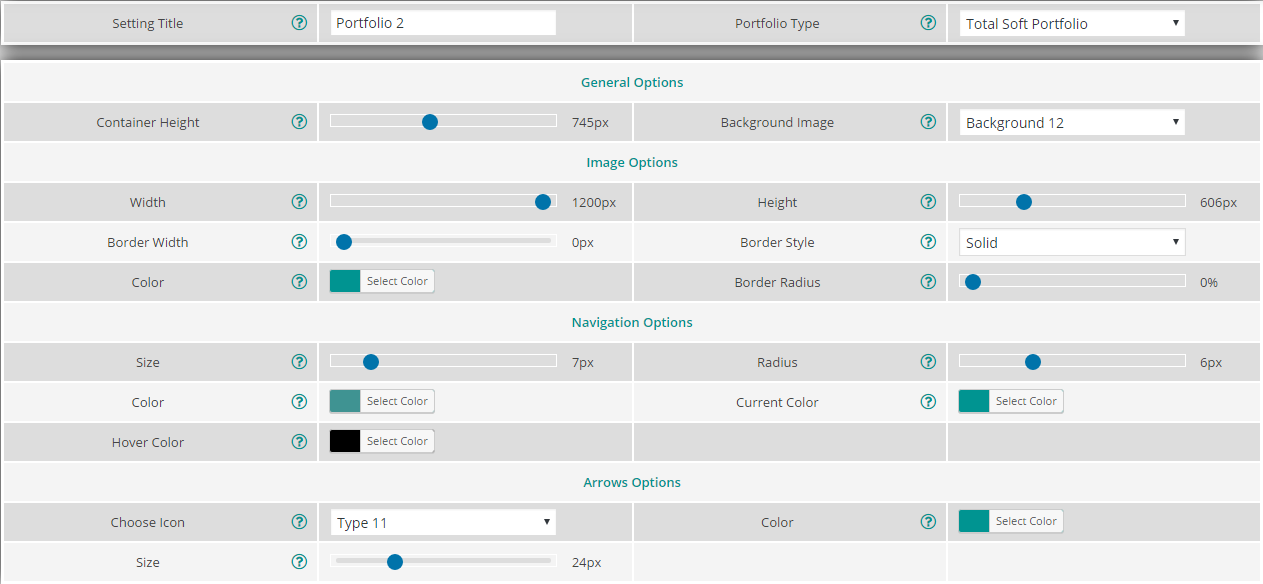 Setting Title ? Portfolio 2 Portfolio Type ? Total Soft Portfolio
General Options
Container Height ? 745px Background Image ? Background 12
Image Options
Width ? 1200px Height ? 606px
Border Width ? 0px Border Style ? Solid
Color ? Select Color Border Radius ? 0%
Navigation Options
Size ? 7px Radius ? 6px
Color ? Select Color Current Color ? Select Color
Hover Color ? Select Color
Arrows Options
Choose Icon ? Type 11 Color ? Select Color
Size ? 24px